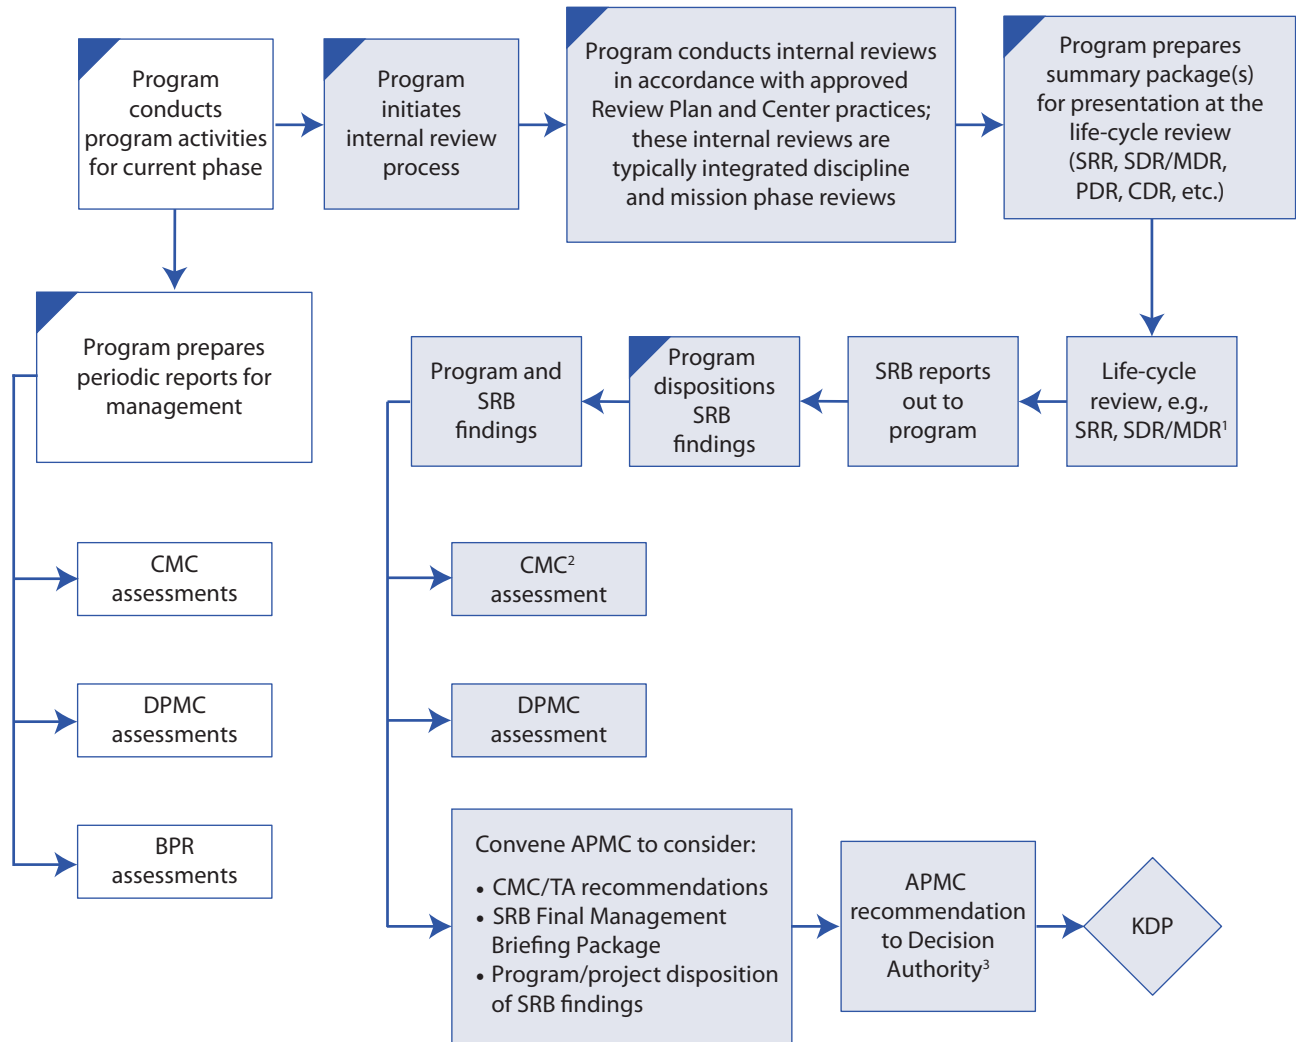 Program
conducts
program activities
for current phase
Program
initiates
internal review
process
Program conducts internal reviews
in accordance with approved
Review Plan and Center practices;
these internal reviews are
typically integrated discipline
and mission phase reviews
Program prepares
summary package(s)
for presentation at the
life-cycle review
(SRR, SDR/MDR,
PDR, CDR, etc.)
Program prepares
periodic reports for
management
Program and
SRB
findings
Program
dispositions
SRB
findings
SRB reports
out to
program
Life-cycle
review, e.g.,
SRR, SDR/MDR¹
CMC
assessments
DPMC
assessments
BPR
assessments
CMC²
assessment
DPMC
assessment
Convene APMC to consider:
• CMC/TA recommendations
• SRB Final Management
Briefing Package
• Program/project disposition
of SRB findings
APMC
recommendation
to Decision
Authority³
KDP